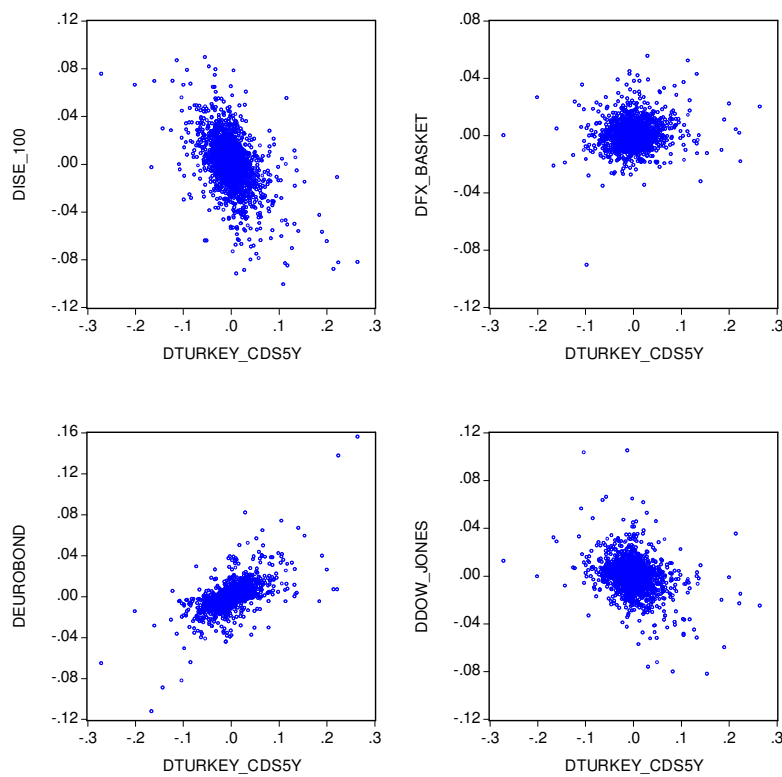 .12
.08
.04
.00
-.04
-.08
-.12
-.3 -.2 -.1 .0 .1 .2 .3
DISE_100
DTURKEY_CDS5Y
.08
.04
.00
-.04
-.08
-.12
-.3 -.2 -.1 .0 .1 .2 .3
DFX_BASKET
DTURKEY_CDS5Y
.16
.12
.08
.04
.00
-.04
-.08
-.12
-.3 -.2 -.1 .0 .1 .2 .3
DEUROBOND
DTURKEY_CDS5Y
.12
.08
.04
.00
-.04
-.08
-.12
-.3 -.2 -.1 .0 .1 .2 .3
DDOW_JONES
DTURKEY_CDS5Y